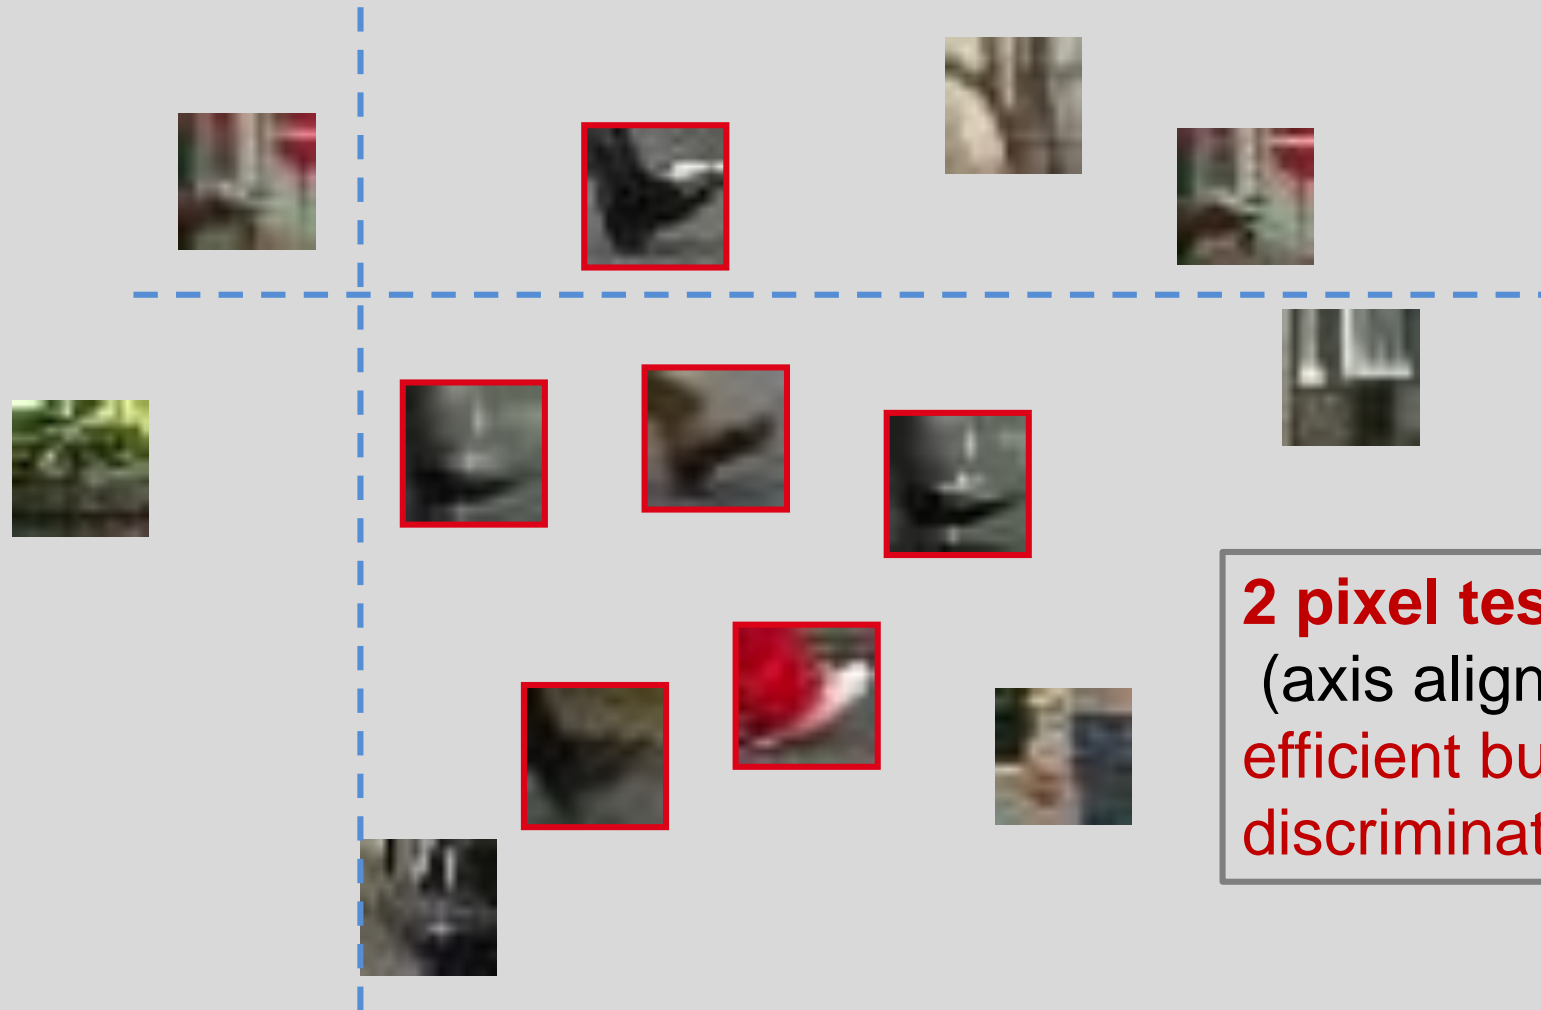 2 pixel tes
(axis align
efficient bu
discriminat